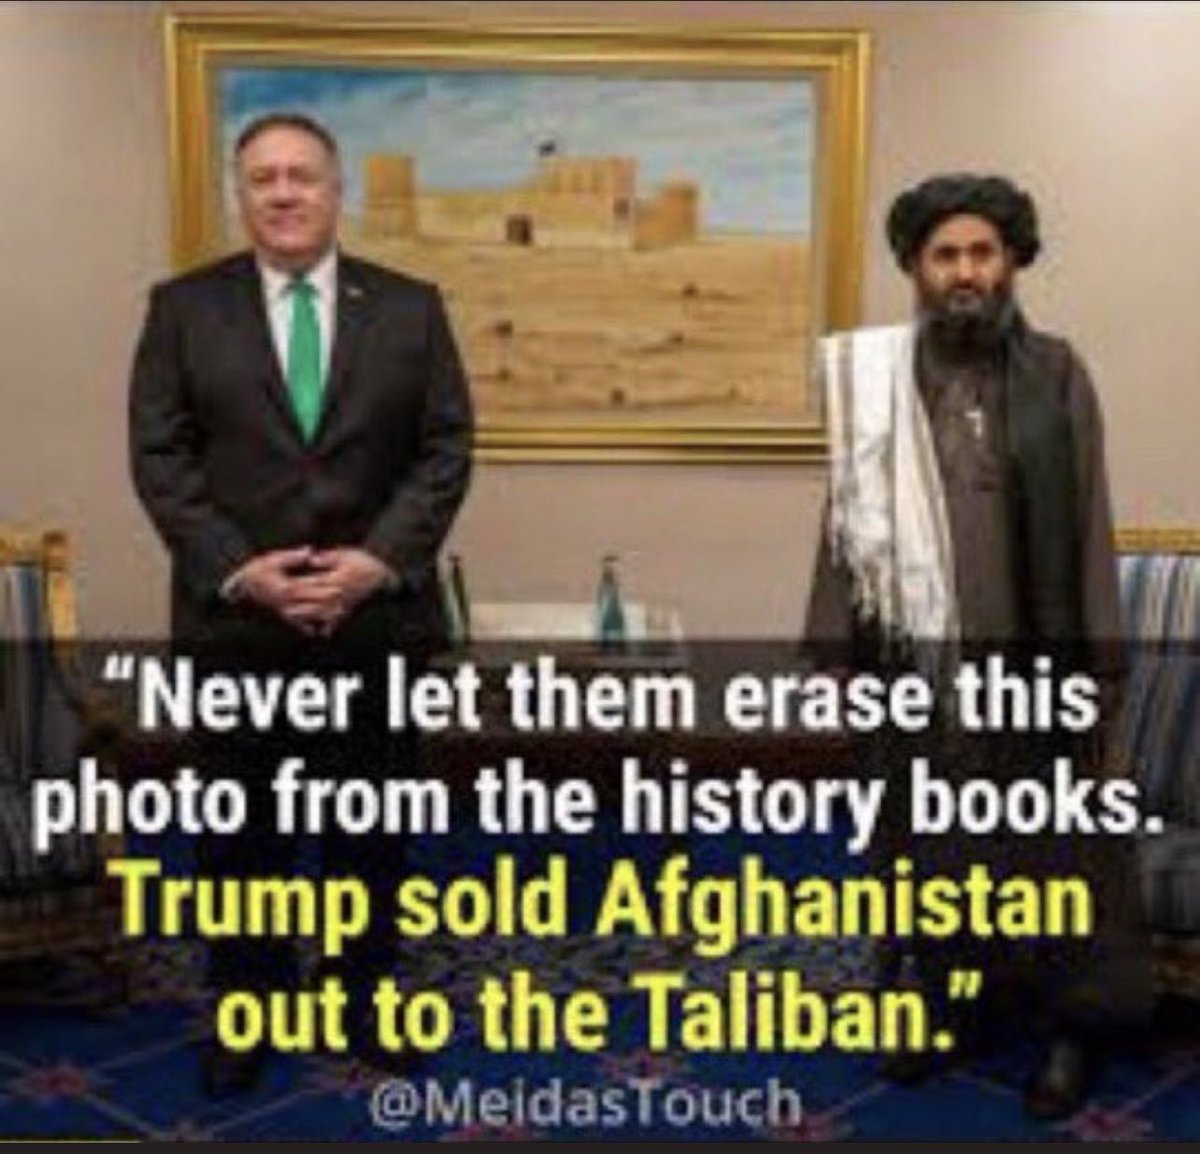 “Never let them erase this
photo from the history books.
Trump sold Afghanistan
out to the Taliban.”
@MeidasTouch